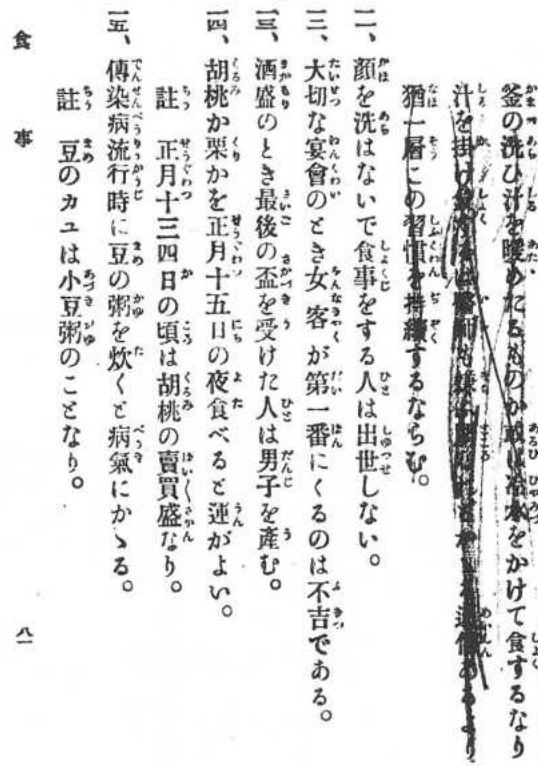 釜の洗ひ汁を暖めたるものか或は冷水をかけて食するなり
汁を掛け
猶一層この習慣を持續するならむ。
一一、顔を洗はないで食事をする人は出世しない。
一二、大切な宴會のとき女客が第一番にくるのは不吉である。
一三、酒盛のとき最後の盃を受けた人は男子を產む。
一四、胡桃か栗かを正月十五日の夜食べると運がよい。
註　正月十三四日の頃は胡桃の賣買盛なり。
一五、傳染病流行時に豆の粥を炊くと病氣にかゝる。
註　豆のカユは小豆粥のことなり。
食事　八一